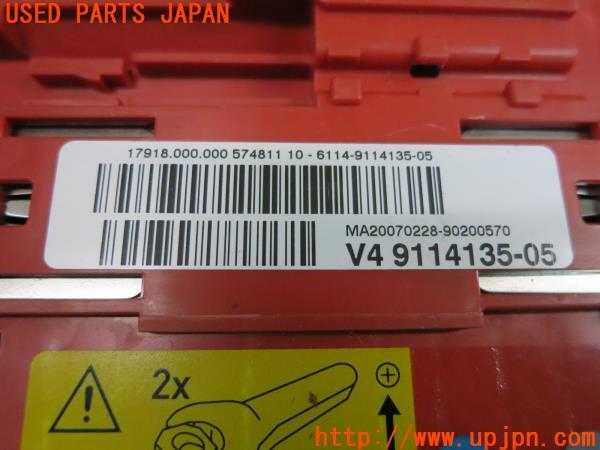 USED PARTS JAPAN
17918.000.000 574811 10 - 6114-9114135-05
MA20070228-90200570
V4 9114135-05
2x
+
http://www.upjpn.com